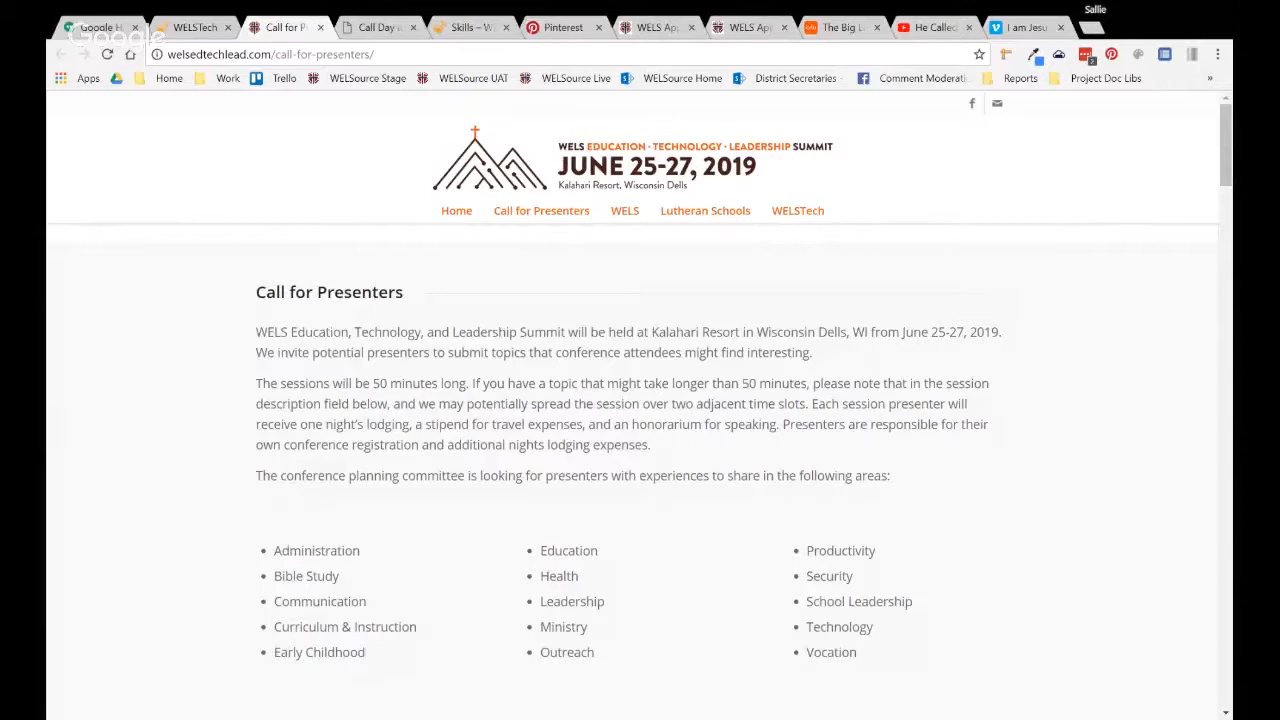 Sallie
Google H
WELSTech
Call for P
Call Day
Skills – W
Pinterest
WELS Ap
WELS Ap
The Big L
He Called
I am Jesu
Google
welsedtechlead.com/call-for-presenters/
Apps
Home
Work
Trello
WELSource Stage
WELSource UAT
WELSource Live
WELSource Home
District Secretaries -
Comment Moderati
Reports
Project Doc Libs
»
WELS EDUCATION · TECHNOLOGY · LEADERSHIP SUMMIT
JUNE 25-27, 2019
Kalahari Resort, Wisconsin Dells
Home
Call for Presenters
WELS
Lutheran Schools
WELSTech
Call for Presenters
WELS Education, Technology, and Leadership Summit will be held at Kalahari Resort in Wisconsin Dells, WI from June 25-27, 2019.
We invite potential presenters to submit topics that conference attendees might find interesting.
The sessions will be 50 minutes long. If you have a topic that might take longer than 50 minutes, please note that in the session
description field below, and we may potentially spread the session over two adjacent time slots. Each session presenter will
receive one night's lodging, a stipend for travel expenses, and an honorarium for speaking. Presenters are responsible for their
own conference registration and additional nights lodging expenses.
The conference planning committee is looking for presenters with experiences to share in the following areas:
• Administration
• Bible Study
• Communication
• Curriculum & Instruction
• Early Childhood
• Education
• Health
• Leadership
• Ministry
• Outreach
• Productivity
• Security
• School Leadership
• Technology
• Vocation